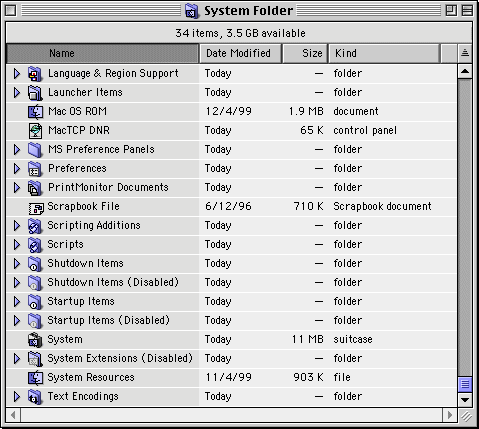 System Folder
34 items, 3.5 GB available
Name Date Modified Size Kind
Language & Region Support Today — folder
Launcher Items Today — folder
Mac OS ROM 12/4/99 1.9 MB document
MacTCP DNR Today 65 K control panel
MS Preference Panels Today — folder
Preferences Today — folder
PrintMonitor Documents Today — folder
Scrapbook File 6/12/96 710 K Scrapbook document
Scripting Additions Today — folder
Scripts Today — folder
Shutdown Items Today — folder
Shutdown Items (Disabled) Today — folder
Startup Items Today — folder
Startup Items (Disabled) Today — folder
System Today 11 MB suitcase
System Extensions (Disabled) Today — folder
System Resources 11/4/99 903 K file
Text Encodings Today — folder